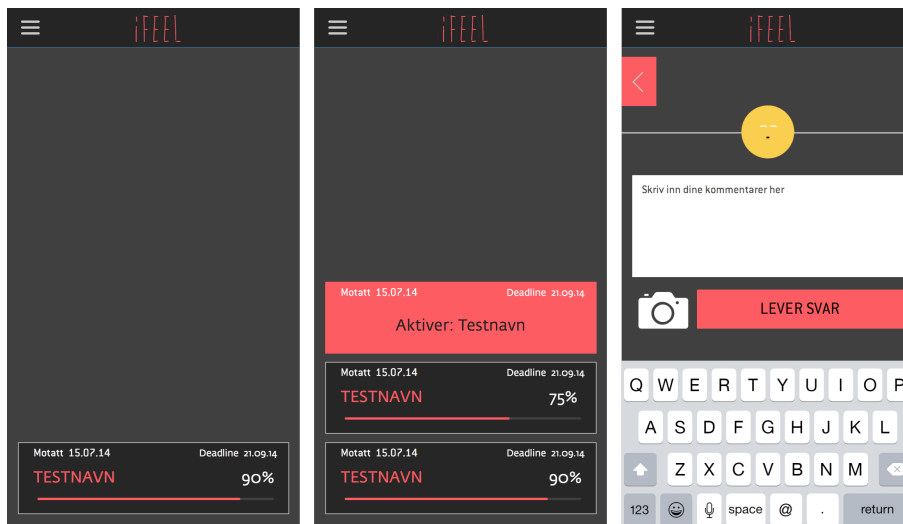 iFEEL
Motatt 15.07.14 Deadline 21.09.14
TESTNAVN 90%
iFEEL
Motatt 15.07.14 Deadline 21.09.14
Aktiver: Testnavn
Motatt 15.07.14 Deadline 21.09.14
TESTNAVN 75%
Motatt 15.07.14 Deadline 21.09.14
TESTNAVN 90%
iFEEL
Skriv inn dine kommentarer her
LEVER SVAR
Q W E R T Y U I O P
A S D F G H J K L
Z X C V B N M
123 space @ . return